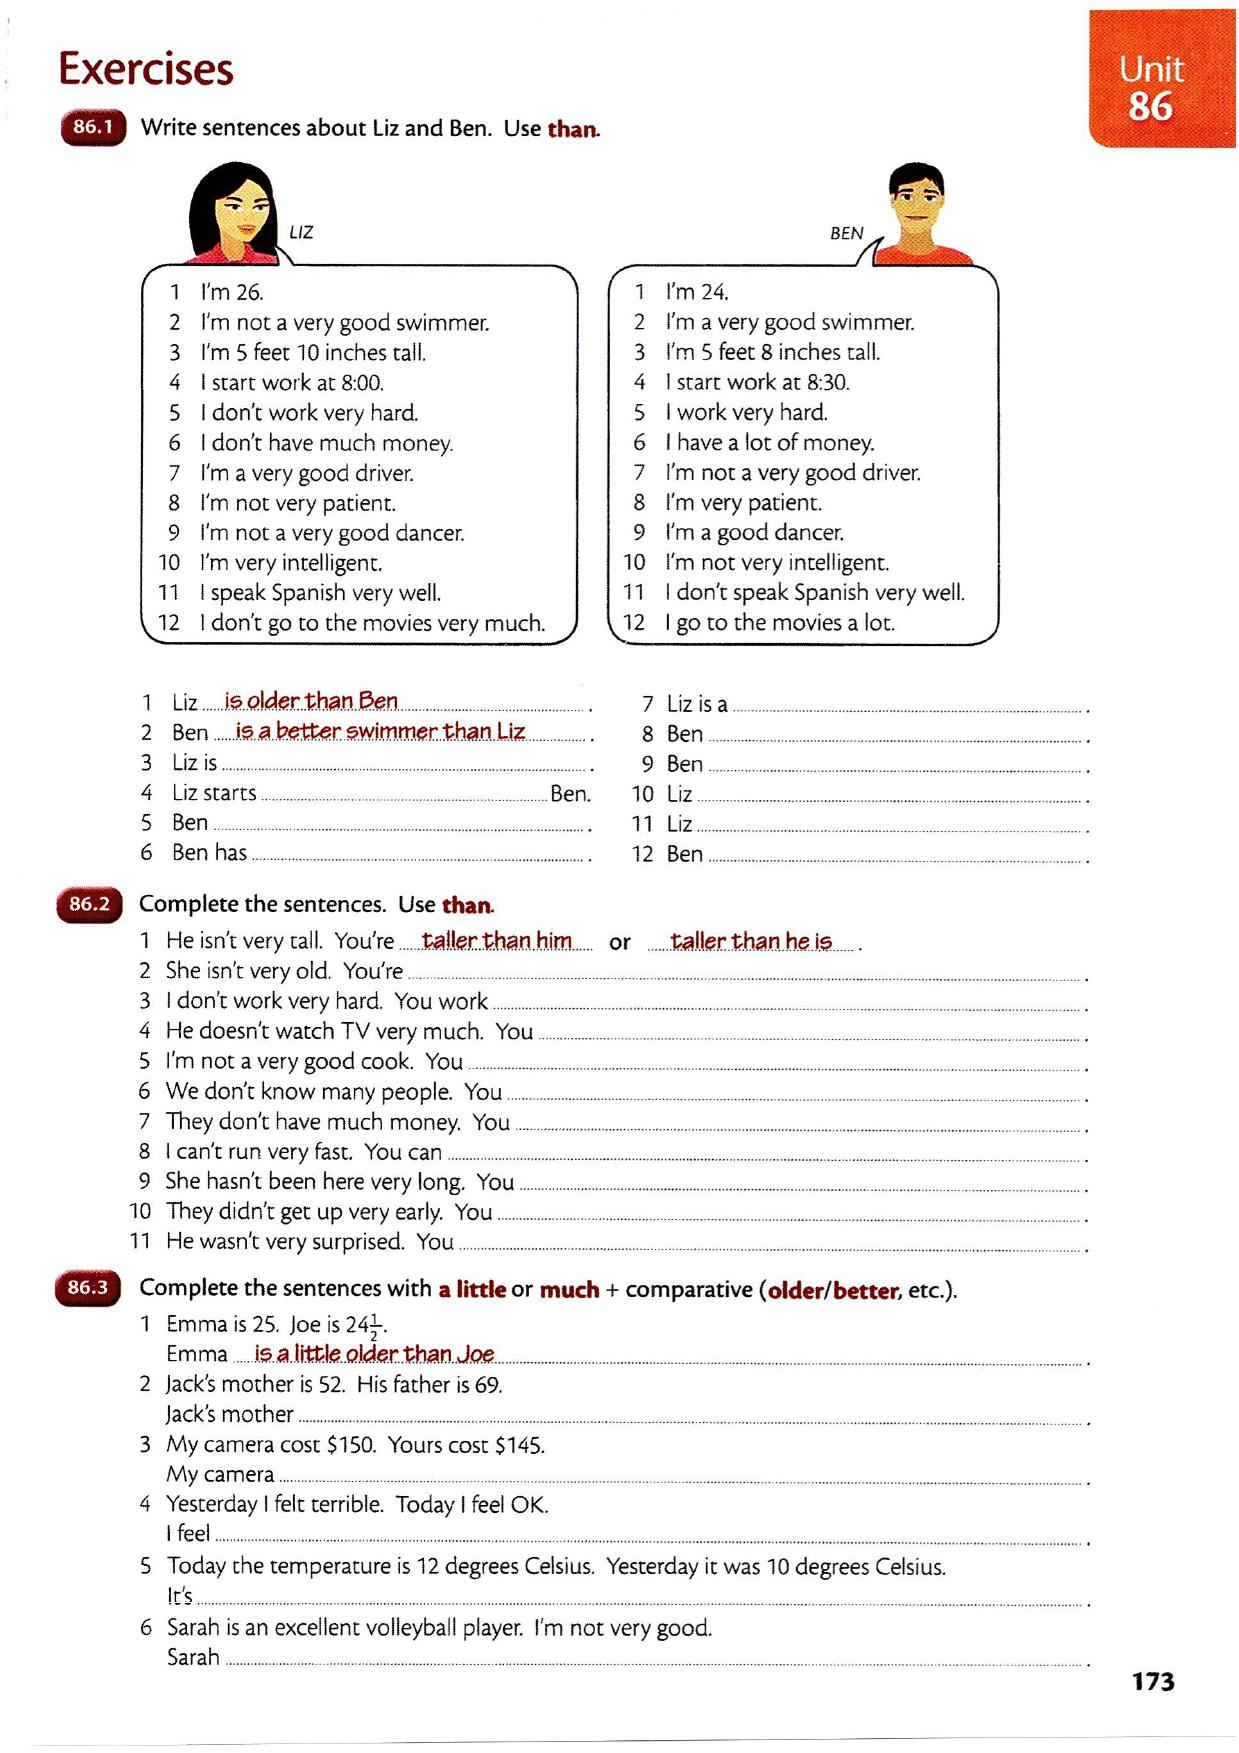 Exercises
Unit
86
86.1 Write sentences about Liz and Ben. Use than.
LIZ
BEN
1 I'm 26.
2 I'm not a very good swimmer.
3 I'm 5 feet 10 inches tall.
4 I start work at 8:00.
5 I don't work very hard.
6 I don't have much money.
7 I'm a very good driver.
8 I'm not very patient.
9 I'm not a very good dancer.
10 I'm very intelligent.
11 I speak Spanish very well.
12 I don't go to the movies very much.
1 I'm 24.
2 I'm a very good swimmer.
3 I'm 5 feet 8 inches tall.
4 I start work at 8:30.
5 I work very hard.
6 I have a lot of money.
7 I'm not a very good driver.
8 I'm very patient.
9 I'm a good dancer.
10 I'm not very intelligent.
11 I don't speak Spanish very well.
12 I go to the movies a lot.
1 Liz is older than Ben.
2 Ben is a better swimmer than Liz.
3 Liz is .
4 Liz starts Ben.
5 Ben .
6 Ben has .
7 Liz is a .
8 Ben .
9 Ben .
10 Liz .
11 Liz .
12 Ben .
86.2 Complete the sentences. Use than.
1 He isn't very tall. You're taller than him or taller than he is.
2 She isn't very old. You're .
3 I don't work very hard. You work .
4 He doesn't watch TV very much. You .
5 I'm not a very good cook. You .
6 We don't know many people. You .
7 They don't have much money. You .
8 I can't run very fast. You can .
9 She hasn't been here very long. You .
10 They didn't get up very early. You .
11 He wasn't very surprised. You .
86.3 Complete the sentences with a little or much + comparative (older/better, etc.).
1 Emma is 25. Joe is 24½.
Emma is a little older than Joe.
2 Jack's mother is 52. His father is 69.
Jack's mother .
3 My camera cost $150. Yours cost $145.
My camera .
4 Yesterday I felt terrible. Today I feel OK.
I feel .
5 Today the temperature is 12 degrees Celsius. Yesterday it was 10 degrees Celsius.
It's .
6 Sarah is an excellent volleyball player. I'm not very good.
Sarah .
173